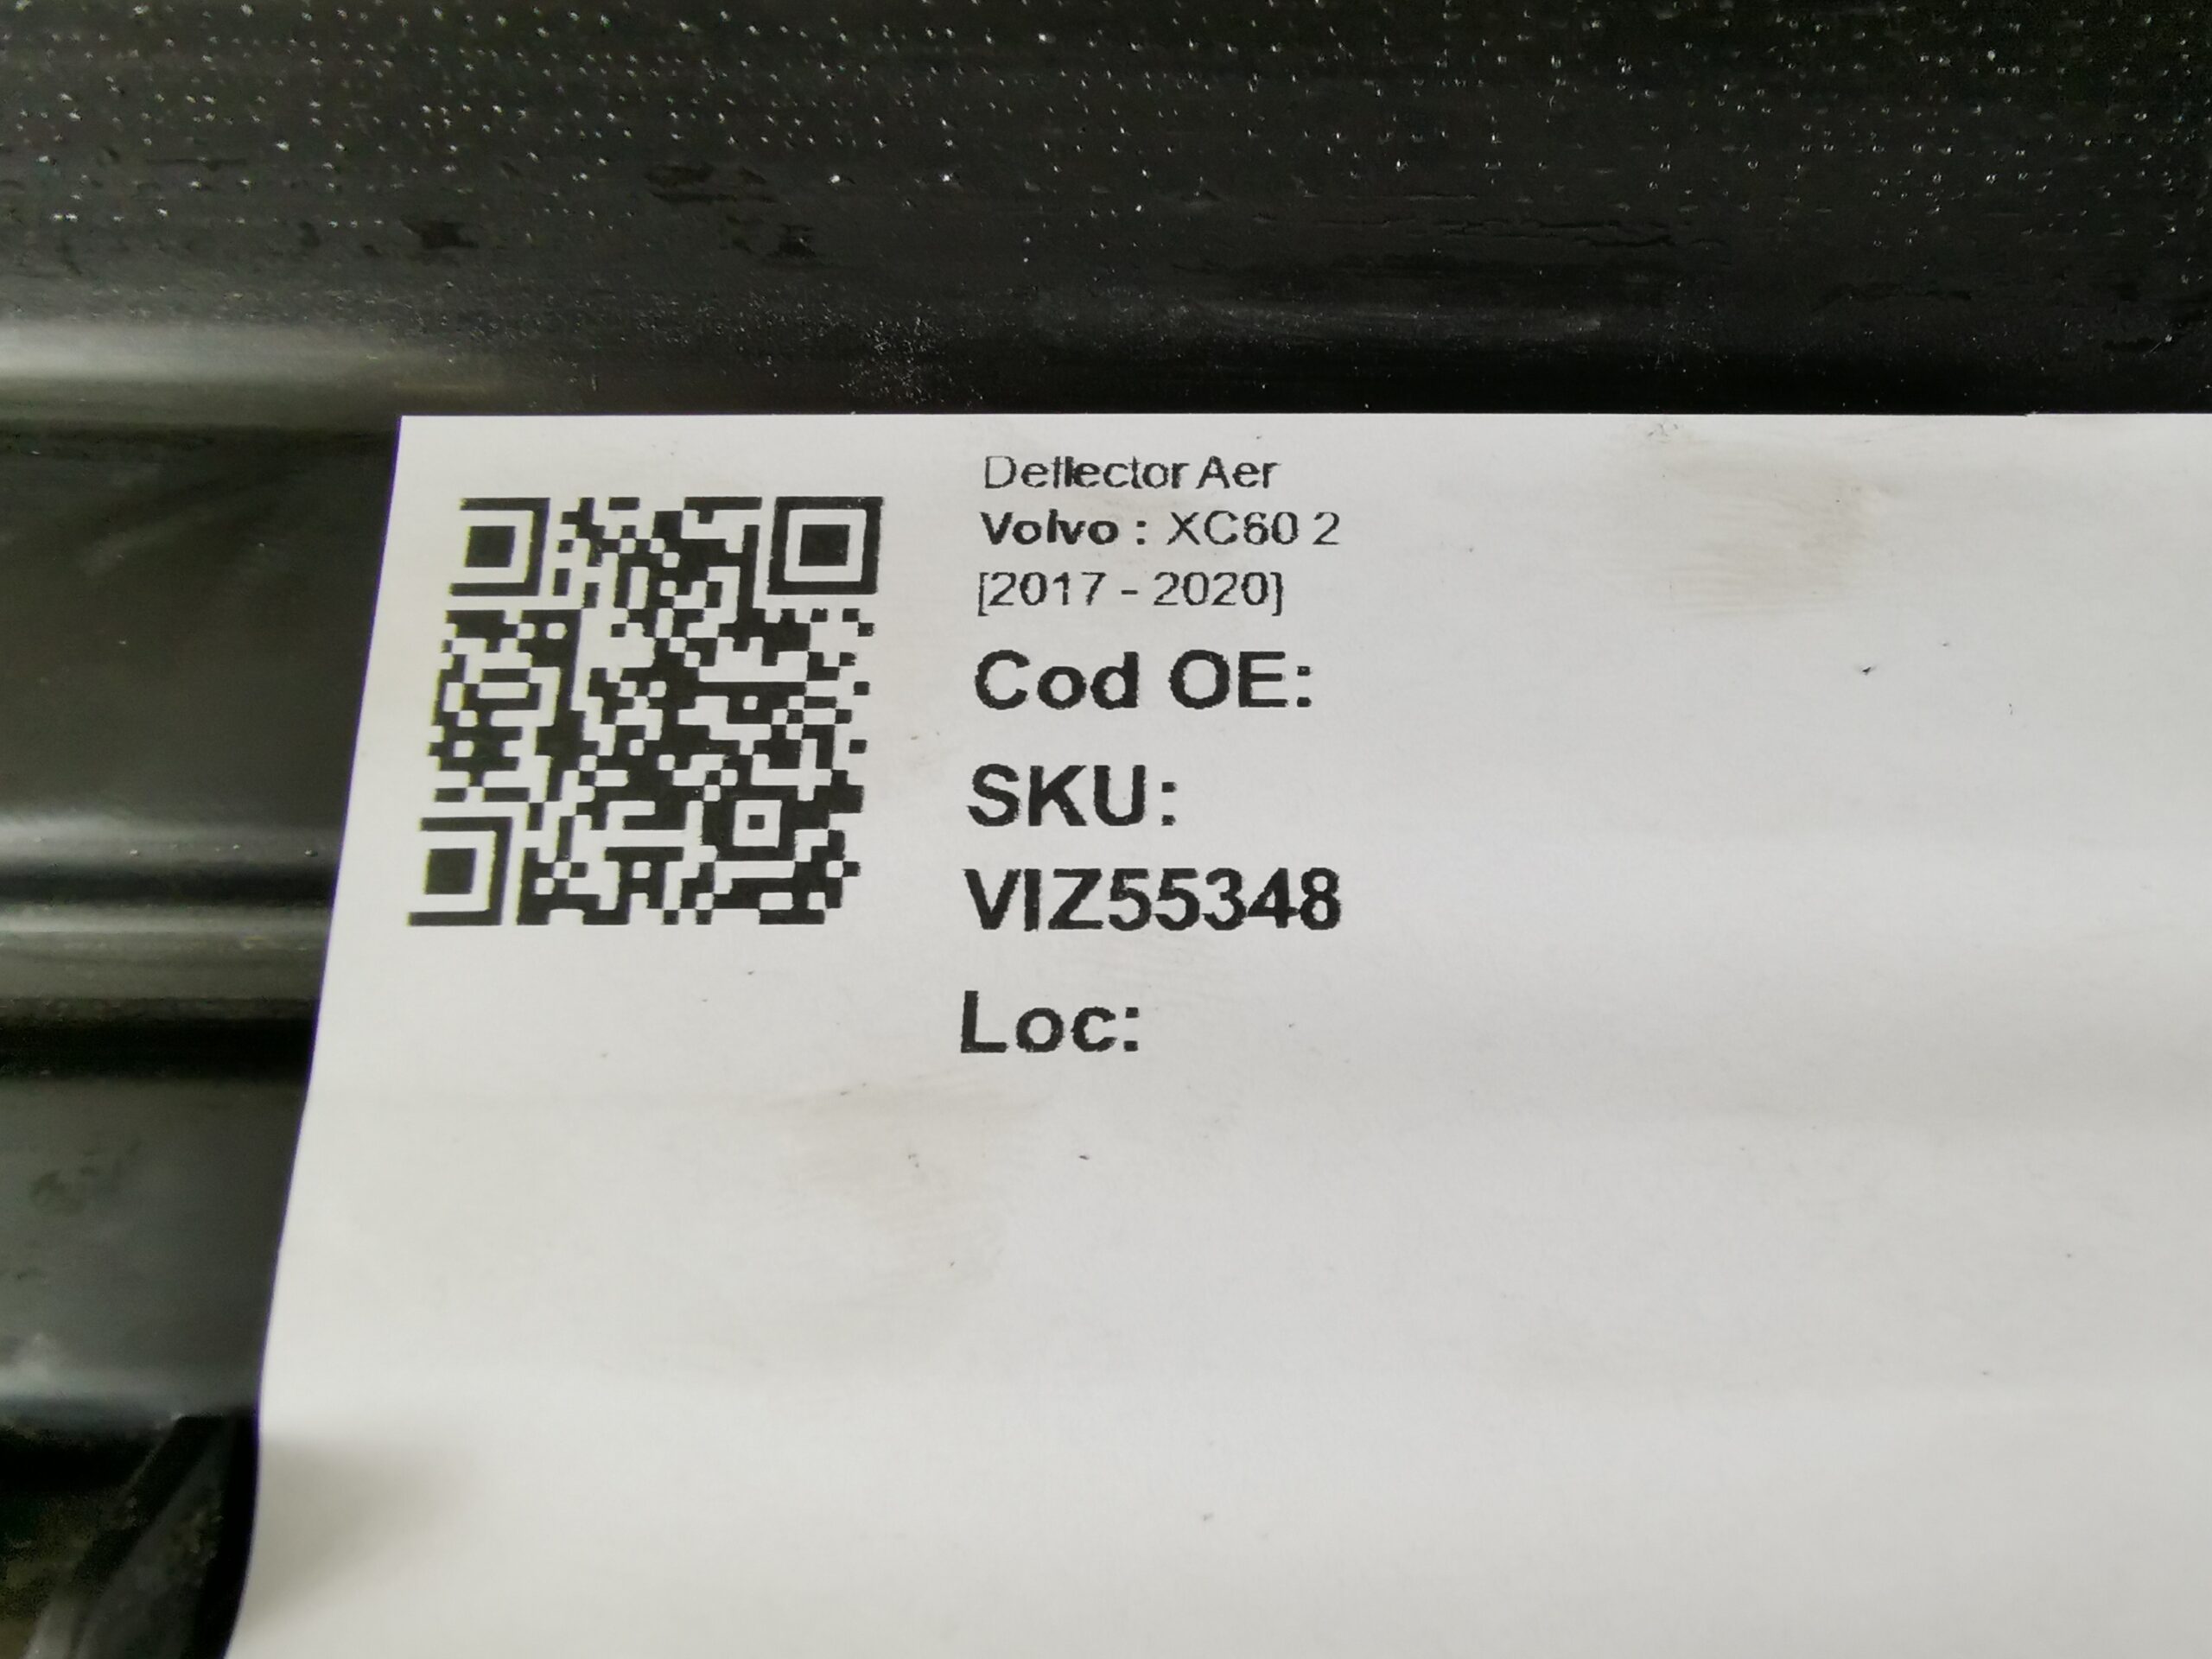 Deflector Aer
Volvo : XC60 2
[2017 - 2020]
Cod OE:
SKU:
VIZ55348
Loc: